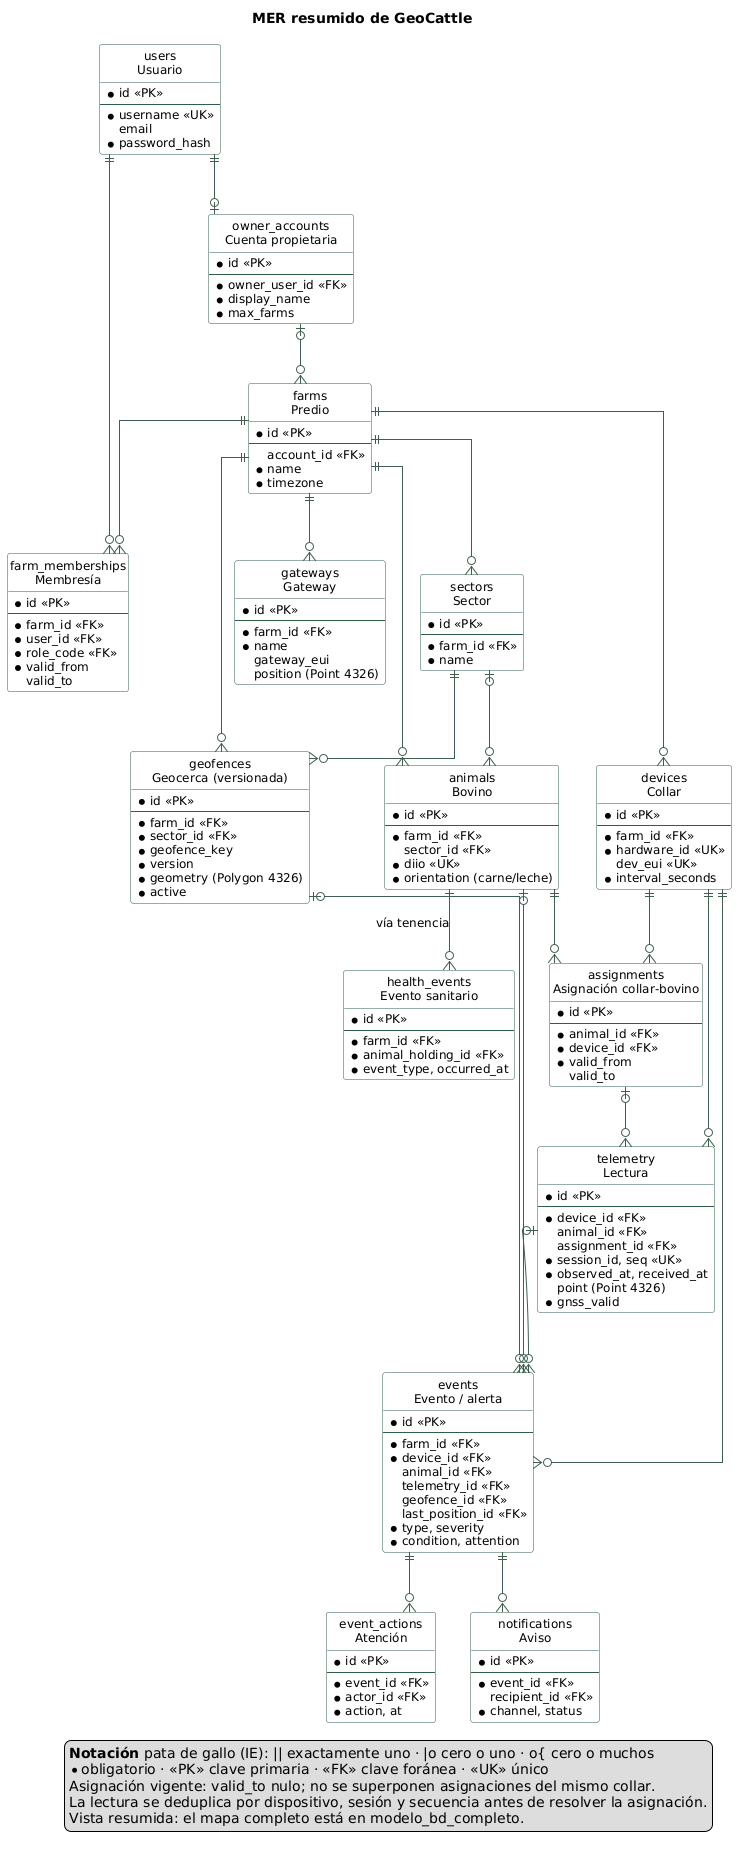 MER resumido de GeoCattle
users
Usuario
id «PK»
username «UK»
email
password_hash
owner_accounts
Cuenta propietaria
id «PK»
owner_user_id «FK»
display_name
max_farms
farms
Predio
id «PK»
account_id «FK»
name
timezone
farm_memberships
Membresía
id «PK»
farm_id «FK»
user_id «FK»
role_code «FK»
valid_from
valid_to
gateways
Gateway
id «PK»
farm_id «FK»
name
gateway_eui
position (Point 4326)
sectors
Sector
id «PK»
farm_id «FK»
name
geofences
Geocerca (versionada)
id «PK»
farm_id «FK»
sector_id «FK»
geofence_key
version
geometry (Polygon 4326)
active
animals
Bovino
id «PK»
farm_id «FK»
sector_id «FK»
diio «UK»
orientation (carne/leche)
devices
Collar
id «PK»
farm_id «FK»
hardware_id «UK»
dev_eui «UK»
interval_seconds
vía tenencia
health_events
Evento sanitario
id «PK»
farm_id «FK»
animal_holding_id «FK»
event_type, occurred_at
assignments
Asignación collar-bovino
id «PK»
animal_id «FK»
device_id «FK»
valid_from
valid_to
telemetry
Lectura
id «PK»
device_id «FK»
animal_id «FK»
assignment_id «FK»
session_id, seq «UK»
observed_at, received_at
point (Point 4326)
gnss_valid
events
Evento / alerta
id «PK»
farm_id «FK»
device_id «FK»
animal_id «FK»
telemetry_id «FK»
geofence_id «FK»
last_position_id «FK»
type, severity
condition, attention
event_actions
Atención
id «PK»
event_id «FK»
actor_id «FK»
action, at
notifications
Aviso
id «PK»
event_id «FK»
recipient_id «FK»
channel, status
Notación pata de gallo (IE): || exactamente uno · |o cero o uno · o{ cero o muchos
• obligatorio · «PK» clave primaria · «FK» clave foránea · «UK» único
Asignación vigente: valid_to nulo; no se superponen asignaciones del mismo collar.
La lectura se deduplica por dispositivo, sesión y secuencia antes de resolver la asignación.
Vista resumida: el mapa completo está en modelo_bd_completo.